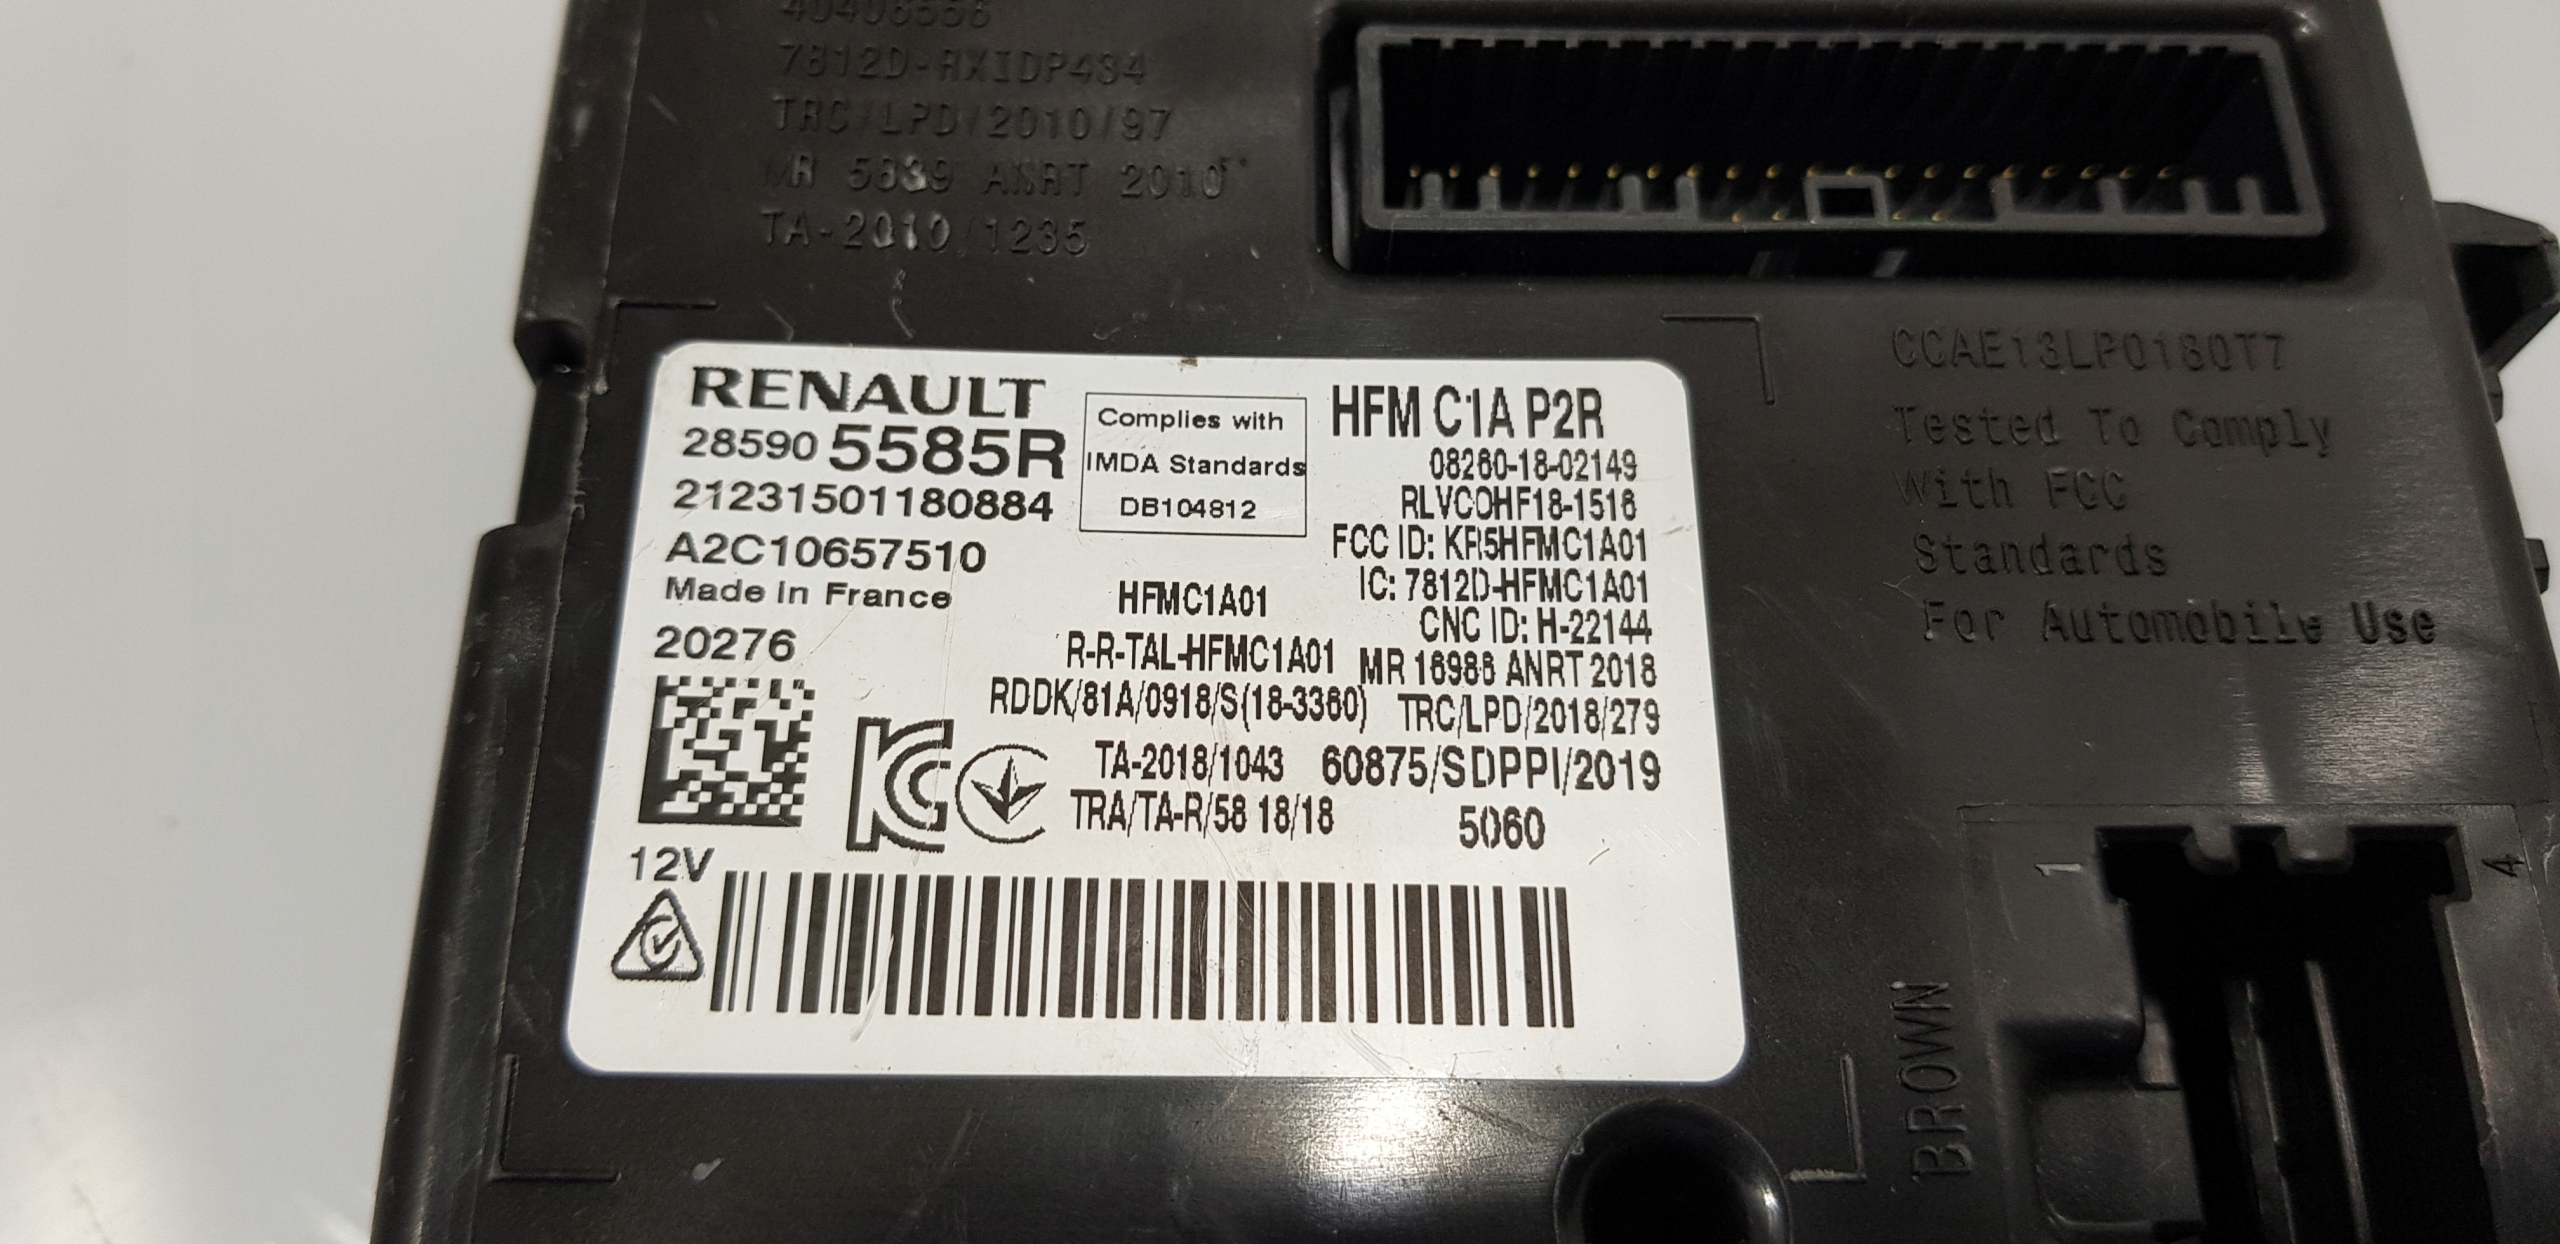 40406556
7812D-RXIDP434
TRC/LPD/2010/97
MR 5839 ANRT 2010
TA-2010/1235
RENAULT
28590 5585R
21231501180884
A2C10657510
Made in France
20276
12V
Complies with
IMDA Standards
DB104812
HFM C1A P2R
08260-18-02149
RLVCOHF18-1518
FCC ID: KR5HFMC1A01
IC: 7812D-HFMC1A01
CNC ID: H-22144
HFMC1A01
R-R-TAL-HFMC1A01
MR 16986 ANRT 2018
RDDK/81A/0918/S(18-3360)
TRC/LPD/2018/279
TA-2018/1043
60875/SDPPI/2019
TRA/TA-R/58 18/18
5060
CCAE13LP0180T7
Tested To Comply
With FCC
Standards
For Automobile Use
1
4
BROWN